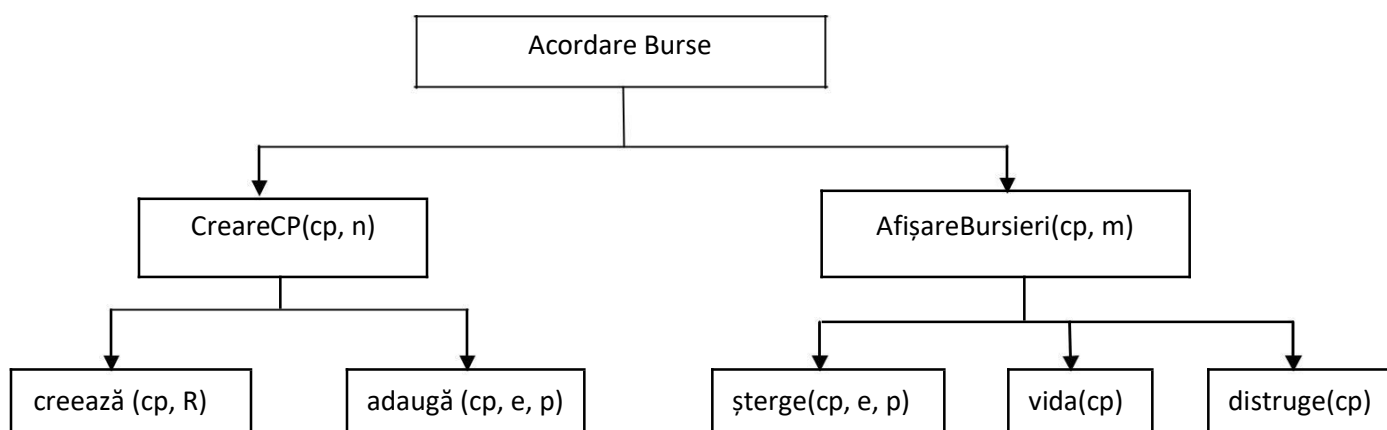 Acordare Burse
CreareCP(cp, n)
AfișareBursieri(cp, m)
creează (cp, R)
adaugă (cp, e, p)
șterge(cp, e, p)
vida(cp)
distruge(cp)